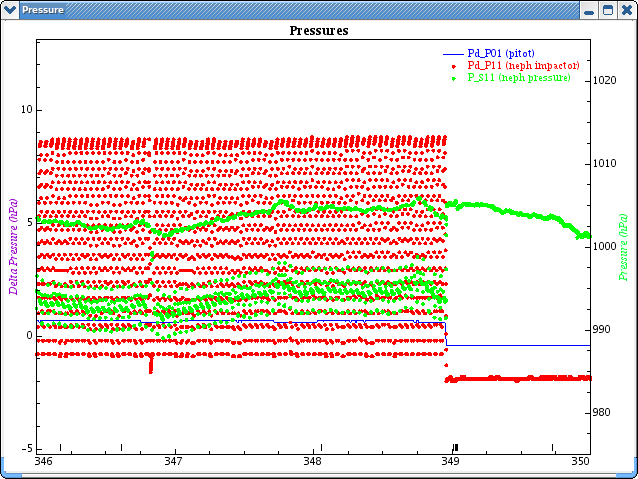 Pressure
Pressures
Pd_P01 (pitot)
Pd_P11 (neph impactor)
P_S11 (neph pressure)
10
5
0
-5
Delta Pressure (hPa)
1020
1010
1000
990
980
Pressure (hPa)
346 347 348 349 350